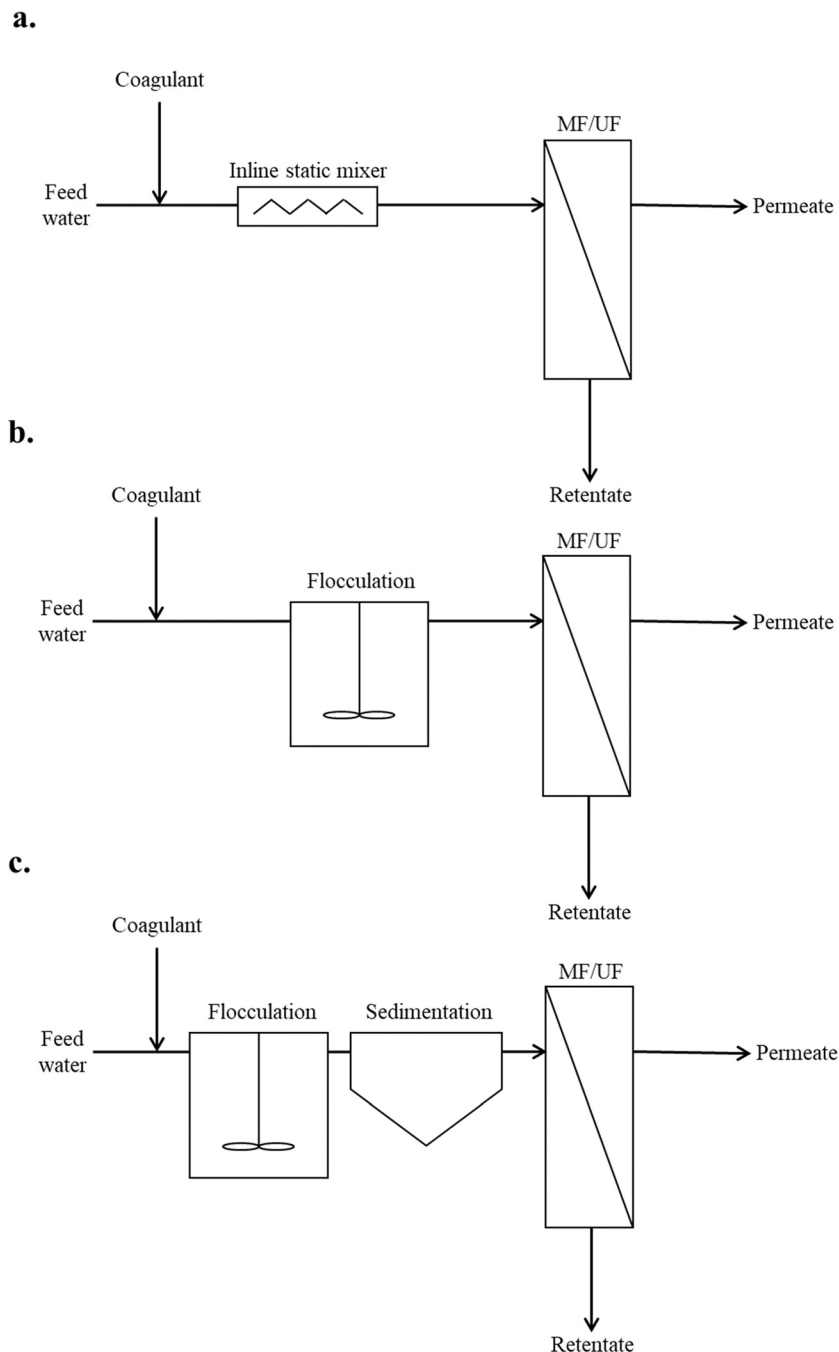 a.
Coagulant
MF/UF
Inline static mixer
Feed
water
Permeate
Retentate
b.
Coagulant
MF/UF
Flocculation
Feed
water
Permeate
Retentate
c.
Coagulant
MF/UF
Flocculation
Sedimentation
Feed
water
Permeate
Retentate